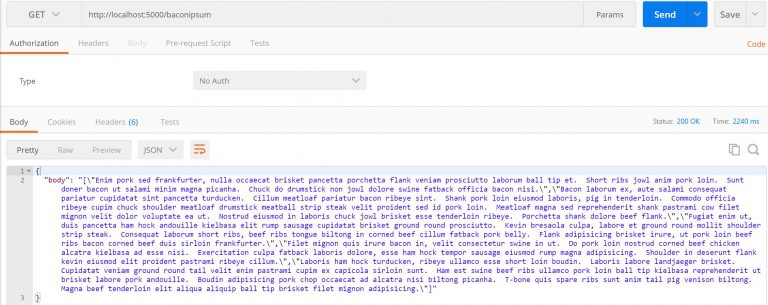 GET http://localhost:5000/baconipsum Params Send Save
Authorization Headers Body Pre-request Script Tests Code
Type No Auth
Body Cookies Headers (6) Tests Status: 200 OK Time: 2240 ms
Pretty Raw Preview JSON
1 {
2 "body": "[\"Enim pork sed frankfurter, nulla occaecat brisket pancetta porchetta flank veniam prosciutto laborum ball tip et.  Short ribs jowl anim pork loin.  Sunt
doner bacon ut salami minim magna picanha.  Chuck do drumstick non jowl dolore swine fatback officia bacon nisi.\",\"Bacon laborum ex, aute salami consequat
pariatur cupidatat sint pancetta turducken.  Cillum meatloaf pariatur bacon ribeye sint.  Shank pork loin eiusmod laboris, pig in tenderloin.  Commodo officia
ribeye cupim chuck shoulder meatloaf drumstick meatball strip steak velit proident sed id pork loin.  Meatloaf magna sed reprehenderit shank pastrami cow filet
mignon velit dolor voluptate ea ut.  Nostrud eiusmod in laboris chuck jowl brisket esse tenderloin ribeye.  Porchetta shank dolore beef flank.\",\"Fugiat enim ut,
duis pancetta ham hock andouille kielbasa elit rump sausage cupidatat brisket ground round prosciutto.  Kevin bresaola culpa, labore et ground round mollit shoulder
strip steak.  Consequat laborum short ribs, beef ribs tongue biltong in corned beef cillum fatback pork belly.  Flank adipisicing brisket irure, ut pork loin beef
ribs bacon corned beef duis sirloin frankfurter.\",\"Filet mignon quis irure bacon in, velit consectetur swine in ut.  Do pork loin nostrud corned beef chicken
alcatra kielbasa ad esse nisi.  Exercitation culpa fatback laboris dolore, esse ham hock tempor sausage eiusmod rump magna adipisicing.  Shoulder in deserunt flank
kevin eiusmod elit proident pastrami ribeye cillum.\",\"Laboris ham hock turducken, ribeye ullamco esse short loin boudin.  Laboris labore landjaeger brisket.
Cupidatat veniam ground round tail velit enim pastrami cupim ex capicola sirloin sunt.  Ham est swine beef ribs ullamco pork loin ball tip kielbasa reprehenderit ut
brisket labore pork andouille.  Boudin adipisicing pork chop occaecat ad alcatra nisi biltong picanha.  T-bone quis spare ribs sunt anim tail pig venison biltong.
Magna beef tenderloin elit aliqua aliquip ball tip brisket filet mignon adipisicing.\"]"
3 }